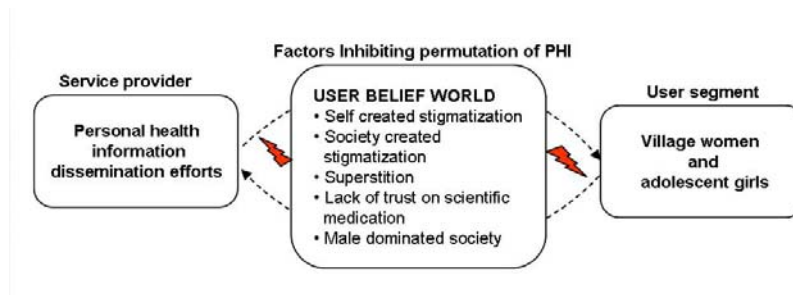 Factors Inhibiting permutation of PHI
Service provider
Personal health
information
dissemination efforts
USER BELIEF WORLD
• Self created stigmatization
• Society created
stigmatization
• Superstition
• Lack of trust on scientific
medication
• Male dominated society
User segment
Village women
and
adolescent girls